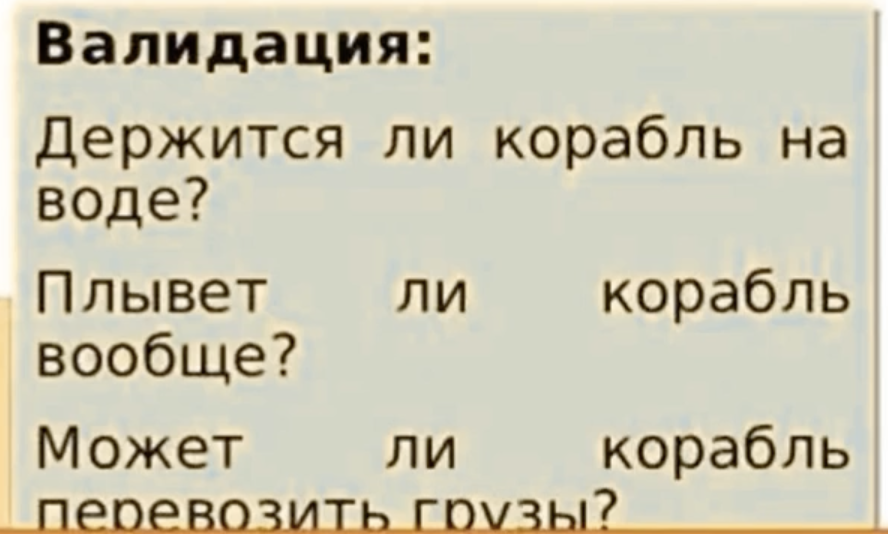 Валидация:
Держится ли корабль на
воде?
Плывет ли корабль
вообще?
Может ли корабль
перевозить грузы?